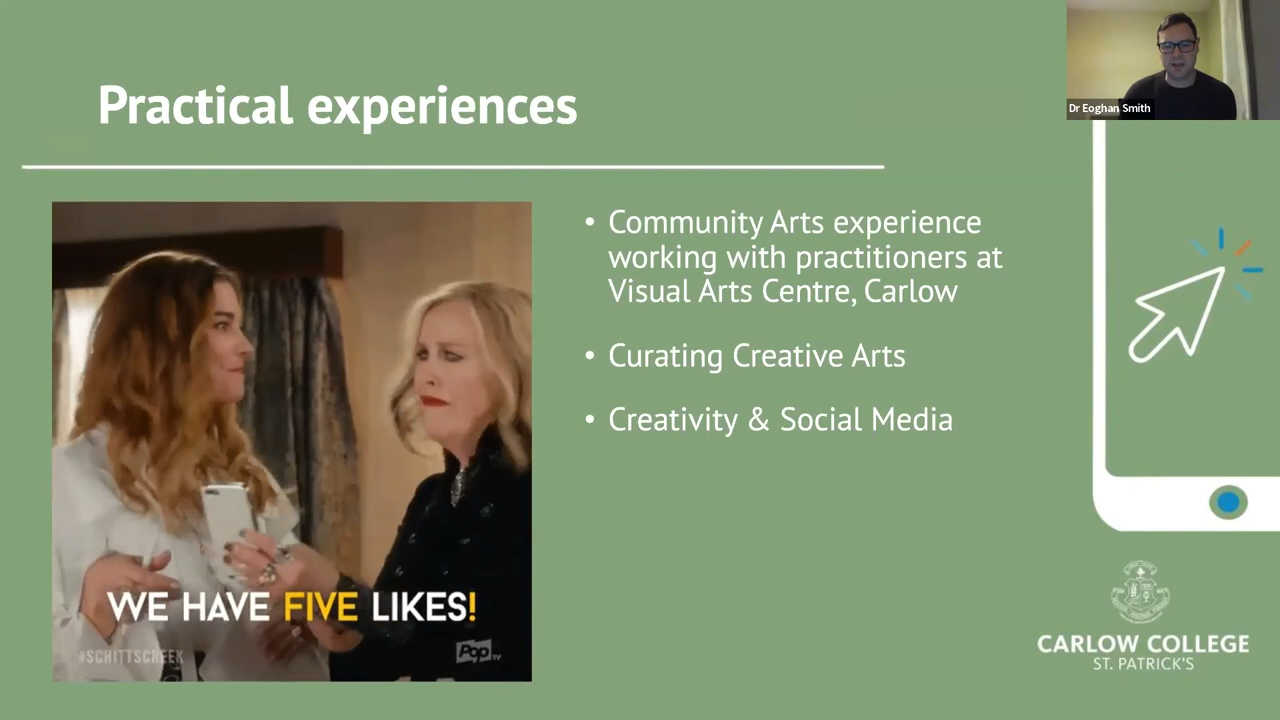 Dr Eoghan Smith
Practical experiences
• Community Arts experience
working with practitioners at
Visual Arts Centre, Carlow
• Curating Creative Arts
• Creativity & Social Media
WE HAVE FIVE LIKES!
#SCHITTSCREEK
Pop TV
CARLOW COLLEGE
ST. PATRICK'S